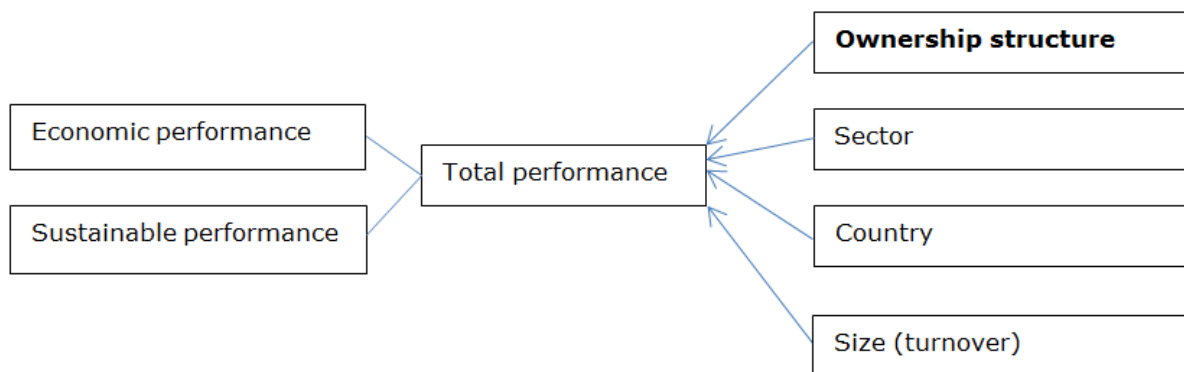 Economic performance
Sustainable performance
Total performance
Ownership structure
Sector
Country
Size (turnover)